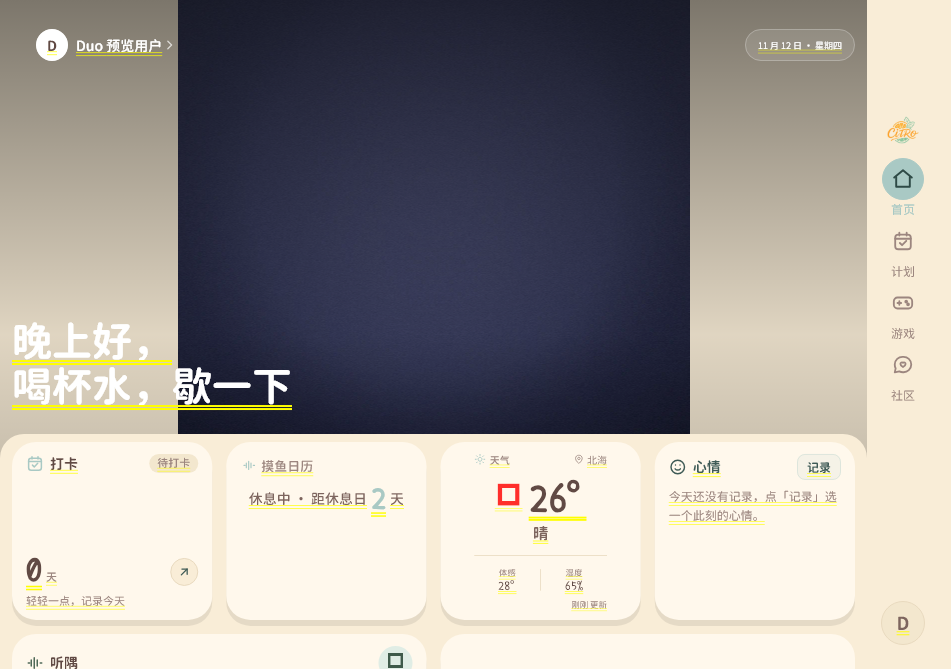 D
Duo 预览用户
11 月 12 日 · 星期四
晚上好，
喝杯水，歇一下
打卡
待打卡
0 天
轻轻一点，记录今天
摸鱼日历
休息中 · 距休息日 2 天
天气
北海
26°
晴
体感
28°
湿度
65%
刚刚更新
心情
记录
今天还没有记录，点「记录」选
一个此刻的心情。
听隅
Citko
首页
计划
游戏
社区
D